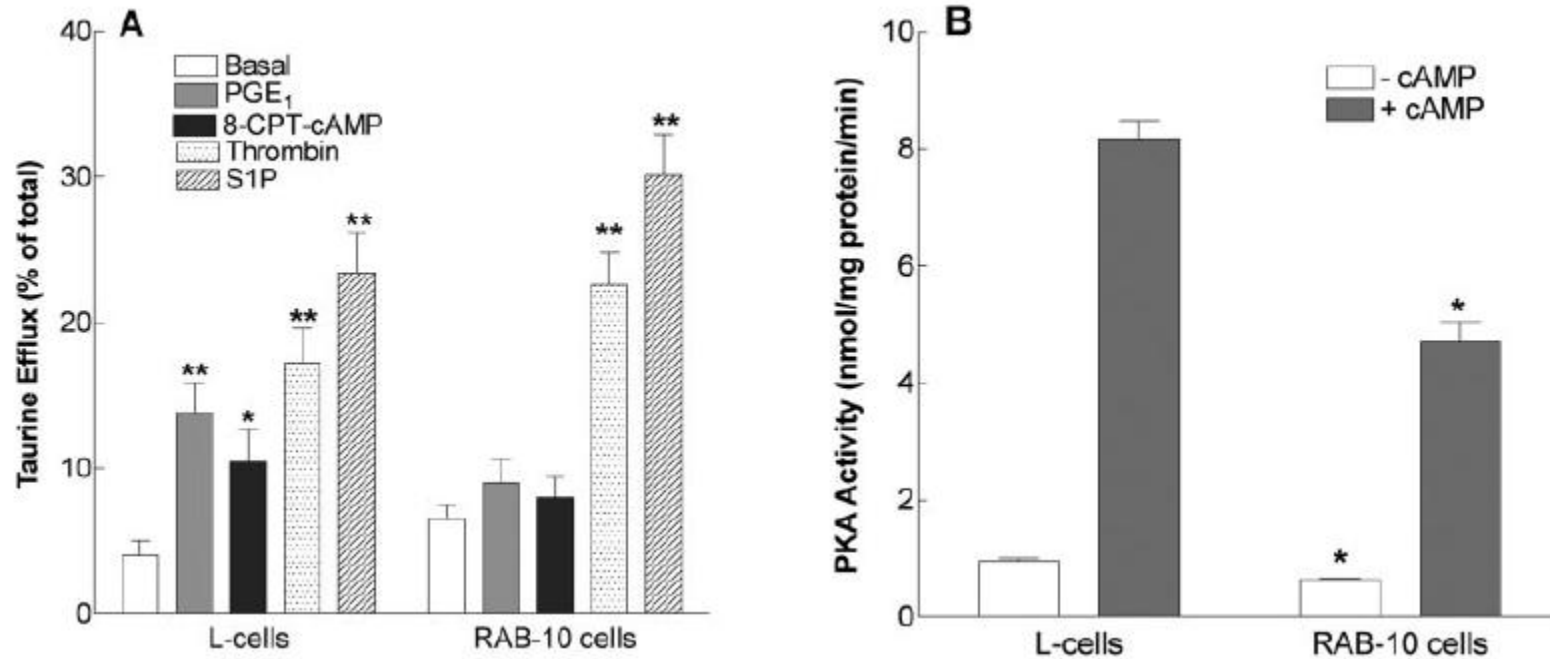 A
Taurine Efflux (% of total)
40
30
20
10
0
Basal
PGE1
8-CPT-cAMP
Thrombin
S1P
**
*
**
**
**
**
L-cells
RAB-10 cells
B
PKA Activity (nmol/mg protein/min)
10
8
6
4
2
0
- cAMP
+ cAMP
*
*
L-cells
RAB-10 cells